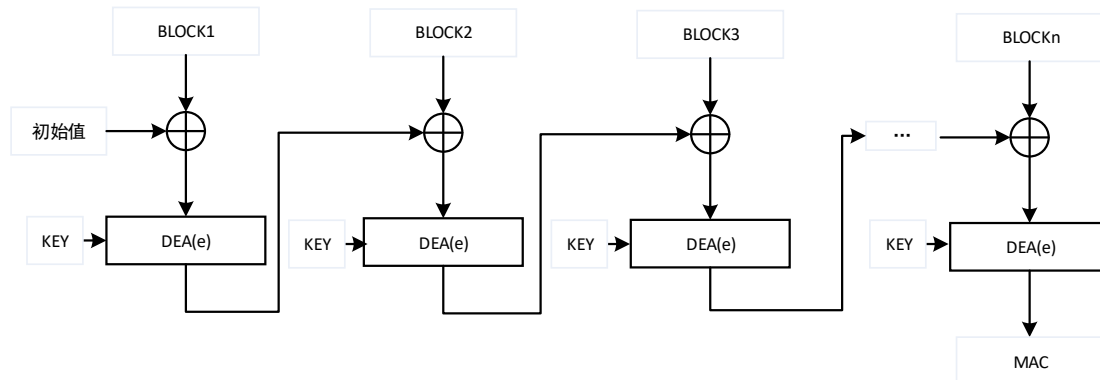 BLOCK1
BLOCK2
BLOCK3
BLOCKn
初始值
...
KEY
DEA(e)
KEY
DEA(e)
KEY
DEA(e)
KEY
DEA(e)
MAC